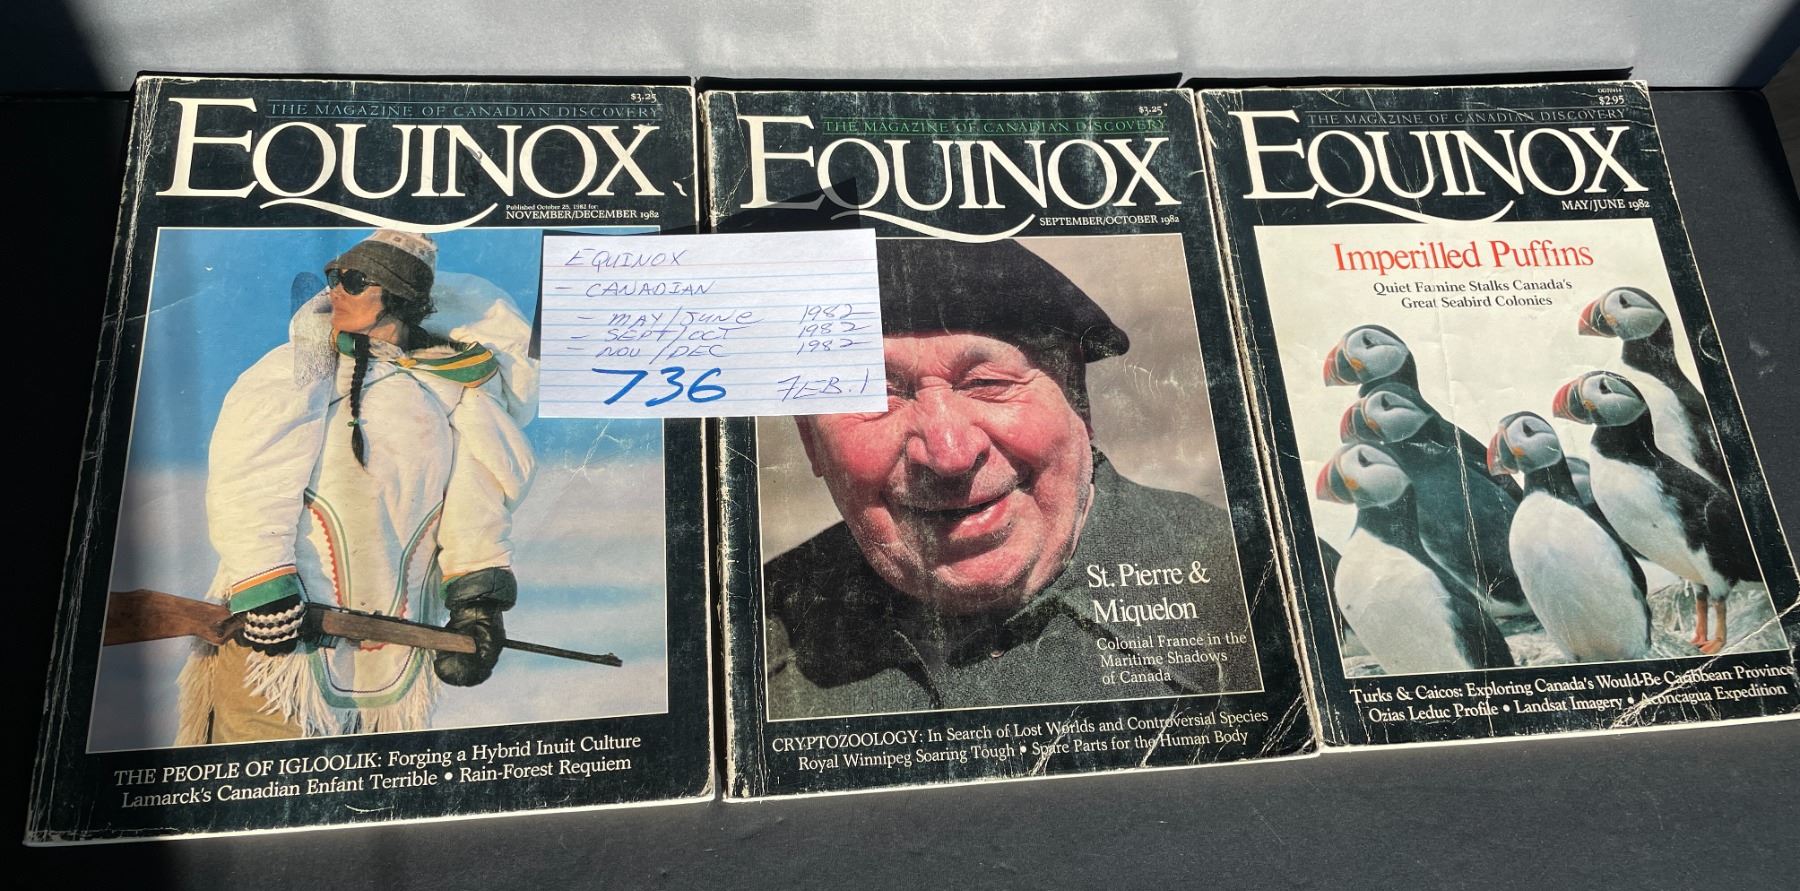 $3.25
THE MAGAZINE OF CANADIAN DISCOVERY
EQUINOX
Published October 25, 1982 for:
NOVEMBER/DECEMBER 1982
THE PEOPLE OF IGLOOLIK: Forging a Hybrid Inuit Culture
Lamarck's Canadian Enfant Terrible • Rain-Forest Requiem
EQUINOX
- CANADIAN
- MAY/JUNE 1982
- SEPT/OCT 1982
- NOV/DEC 1982
736 FEB. 1
$3.25
THE MAGAZINE OF CANADIAN DISCOVERY
EQUINOX
SEPTEMBER/OCTOBER 1982
St. Pierre &
Miquelon
Colonial France in the
Maritime Shadows
of Canada
CRYPTOZOOLOGY: In Search of Lost Worlds and Controversial Species
Royal Winnipeg Soaring Tough • Spare Parts for the Human Body
$2.95
THE MAGAZINE OF CANADIAN DISCOVERY
EQUINOX
MAY/JUNE 1982
Imperilled Puffins
Quiet Famine Stalks Canada's
Great Seabird Colonies
Turks & Caicos: Exploring Canada's Would-Be Caribbean Province
Ozias Leduc Profile • Landsat Imagery • Aconcagua Expedition